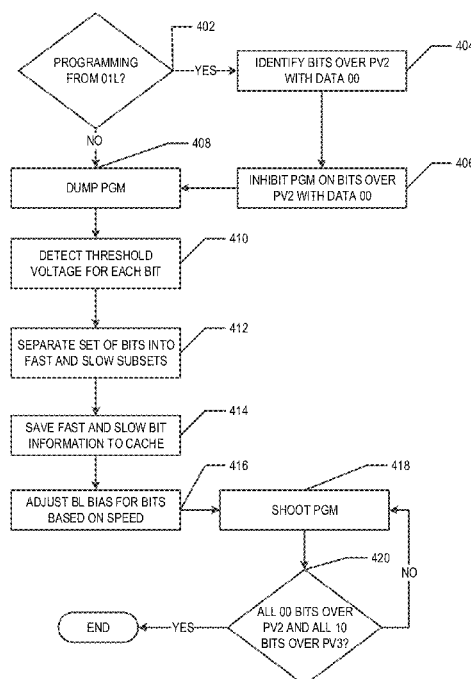 402
PROGRAMMING
FROM 01L?
YES
404
IDENTIFY BITS OVER PV2
WITH DATA 00
NO
408
406
DUMP PGM
INHIBIT PGM ON BITS OVER
PV2 WITH DATA 00
410
DETECT THRESHOLD
VOLTAGE FOR EACH BIT
412
SEPARATE SET OF BITS INTO
FAST AND SLOW SUBSETS
414
SAVE FAST AND SLOW BIT
INFORMATION TO CACHE
416
418
ADJUST BL BIAS FOR BITS
BASED ON SPEED
SHOOT PGM
420
NO
ALL 00 BITS OVER
PV2 AND ALL 10
BITS OVER PV3?
YES
END